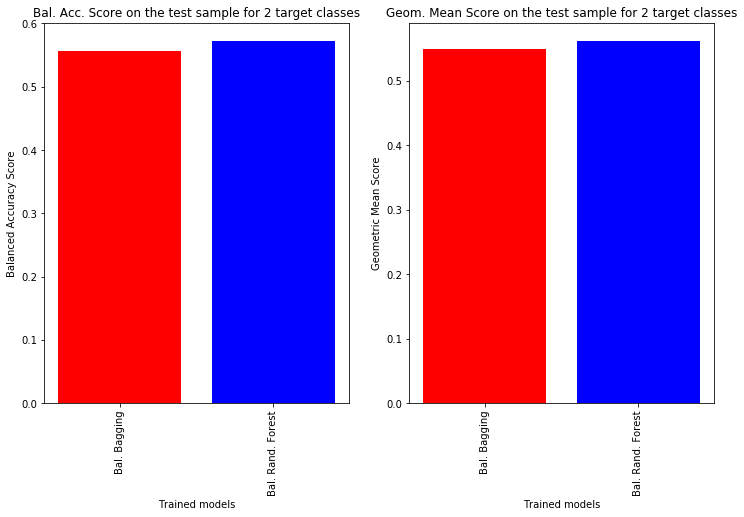 Bal. Acc. Score on the test sample for 2 target classes
Balanced Accuracy Score
0.6
0.5
0.4
0.3
0.2
0.1
0.0
Bal. Bagging
Bal. Rand. Forest
Trained models
Geom. Mean Score on the test sample for 2 target classes
Geometric Mean Score
0.5
0.4
0.3
0.2
0.1
0.0
Bal. Bagging
Bal. Rand. Forest
Trained models